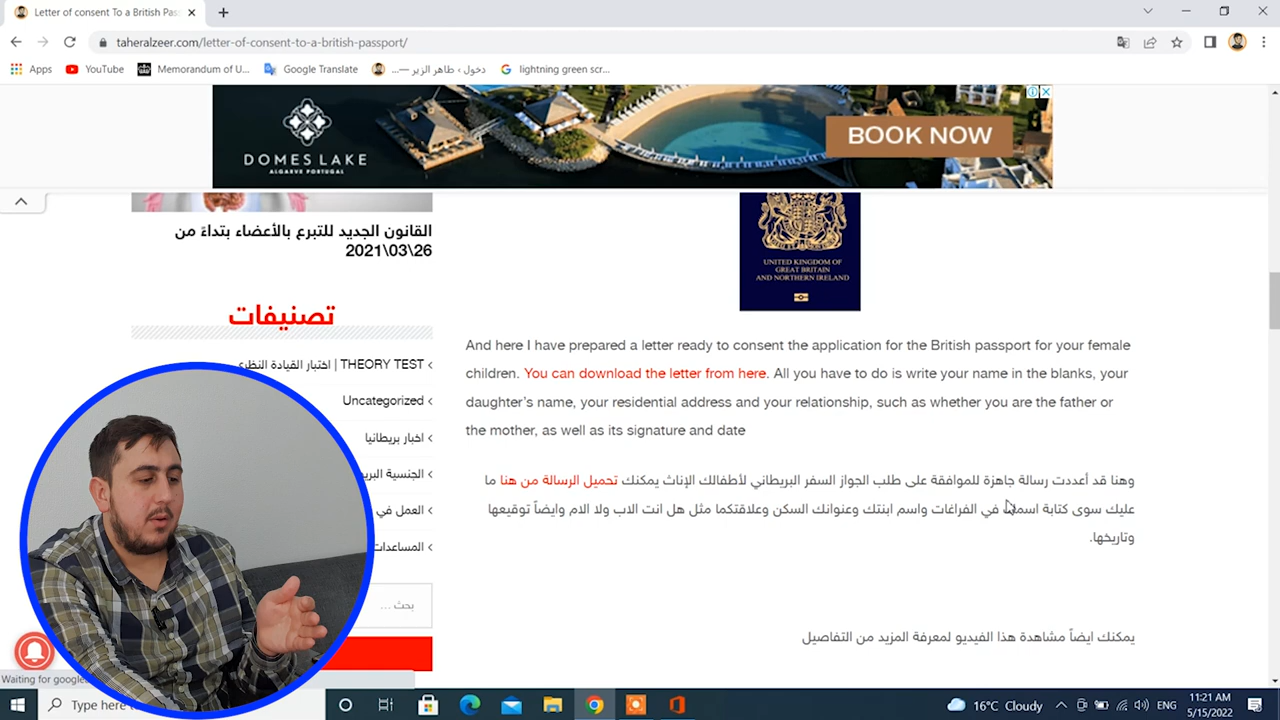 Letter of consent To a British Pas
taheralzeer.com/letter-of-consent-to-a-british-passport/
Apps
YouTube
Memorandum of U...
Google Translate
دخول › طاهر الزير —...
lightning green scr...
DOMES LAKE
ALGARVE PORTUGAL
BOOK NOW
القانون الجديد للتبرع بالأعضاء بتداءً من
2021\03\26
تصنيفات
THEORY TEST | اختبار القيادة النظري
Uncategorized
اخبار بريطانيا
الجنسية
العمل في
المساعدات
بحث ...
UNITED KINGDOM OF
GREAT BRITAIN
AND NORTHERN IRELAND
And here I have prepared a letter ready to consent the application for the British passport for your female
children. You can download the letter from here. All you have to do is write your name in the blanks, your
daughter's name, your residential address and your relationship, such as whether you are the father or
the mother, as well as its signature and date
وهنا قد أعددت رسالة جاهزة للموافقة على طلب الجواز السفر البريطاني لأطفالك الإناث يمكنك تحميل الرسالة من هنا ما
عليك سوى كتابة اسمك في الفراغات واسم ابنتك وعنوانك السكن وعلاقتكما مثل هل انت الاب ولا الام وايضاً توقيعها
وتاريخها.
يمكنك ايضاً مشاهدة هذا الفيديو لمعرفة المزيد من التفاصيل
Waiting for google
Type here
16°C Cloudy
ENG
11:21 AM
5/15/2022